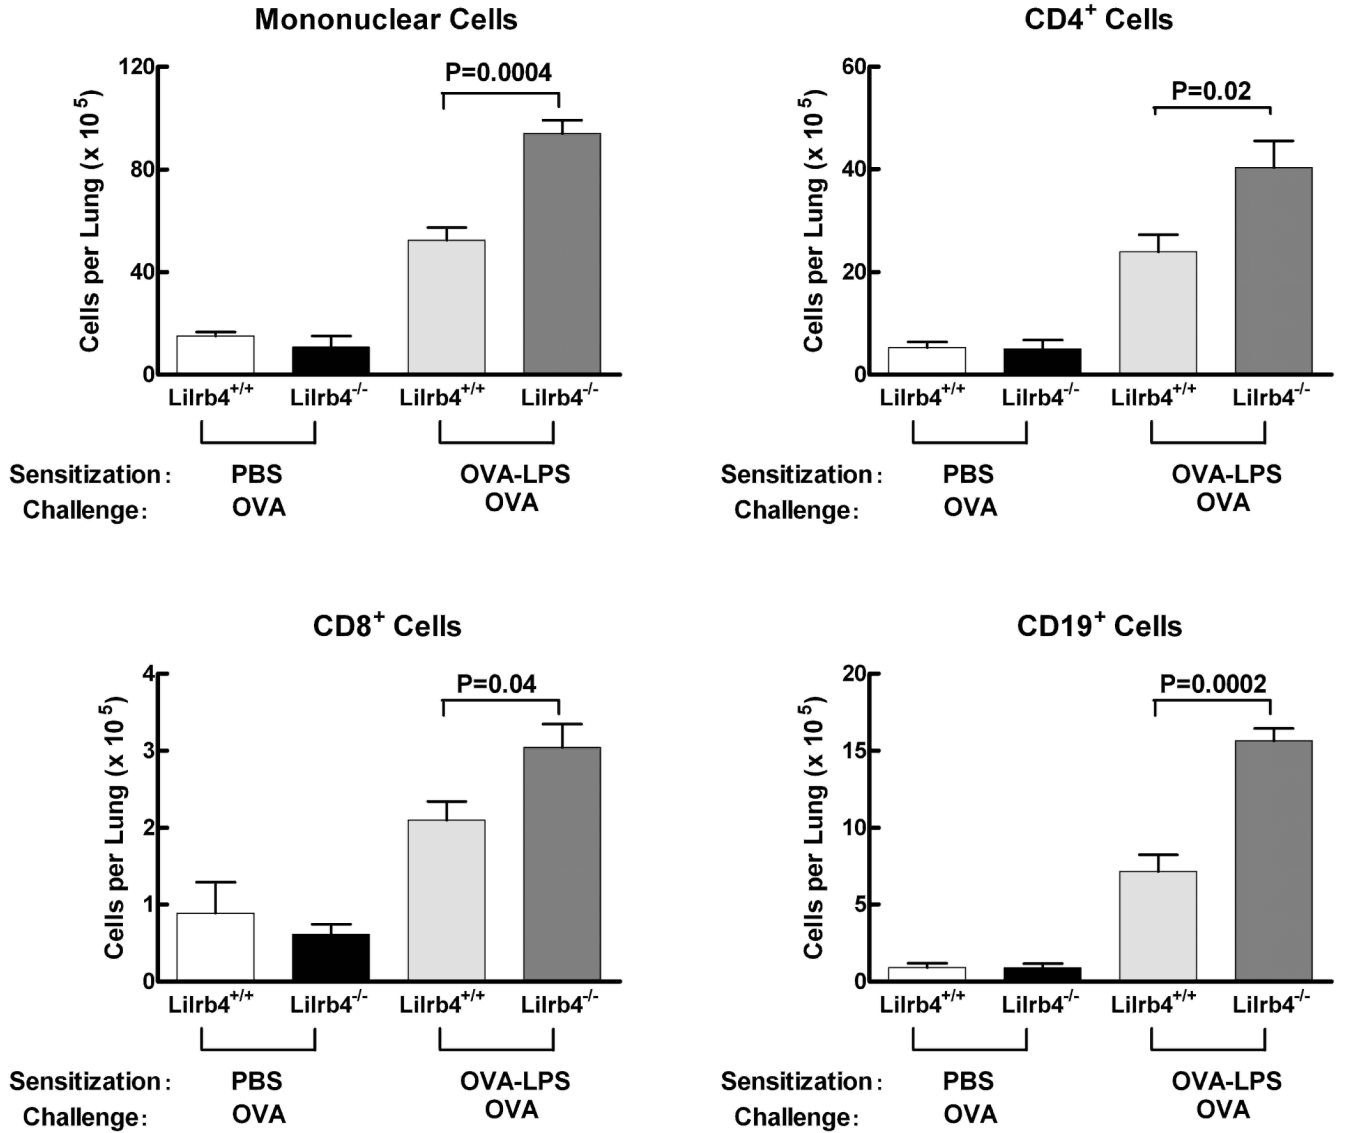 Mononuclear Cells
Cells per Lung (x 10^5)
120
80
40
0
P=0.0004
Lilrb4^+/+ Lilrb4^-/- Lilrb4^+/+ Lilrb4^-/-
Sensitization: PBS OVA-LPS
Challenge: OVA OVA
CD4^+ Cells
Cells per Lung (x 10^5)
60
40
20
0
P=0.02
Lilrb4^+/+ Lilrb4^-/- Lilrb4^+/+ Lilrb4^-/-
Sensitization: PBS OVA-LPS
Challenge: OVA OVA
CD8^+ Cells
Cells per Lung (x 10^5)
4
3
2
1
0
P=0.04
Lilrb4^+/+ Lilrb4^-/- Lilrb4^+/+ Lilrb4^-/-
Sensitization: PBS OVA-LPS
Challenge: OVA OVA
CD19^+ Cells
Cells per Lung (x 10^5)
20
15
10
5
0
P=0.0002
Lilrb4^+/+ Lilrb4^-/- Lilrb4^+/+ Lilrb4^-/-
Sensitization: PBS OVA-LPS
Challenge: OVA OVA